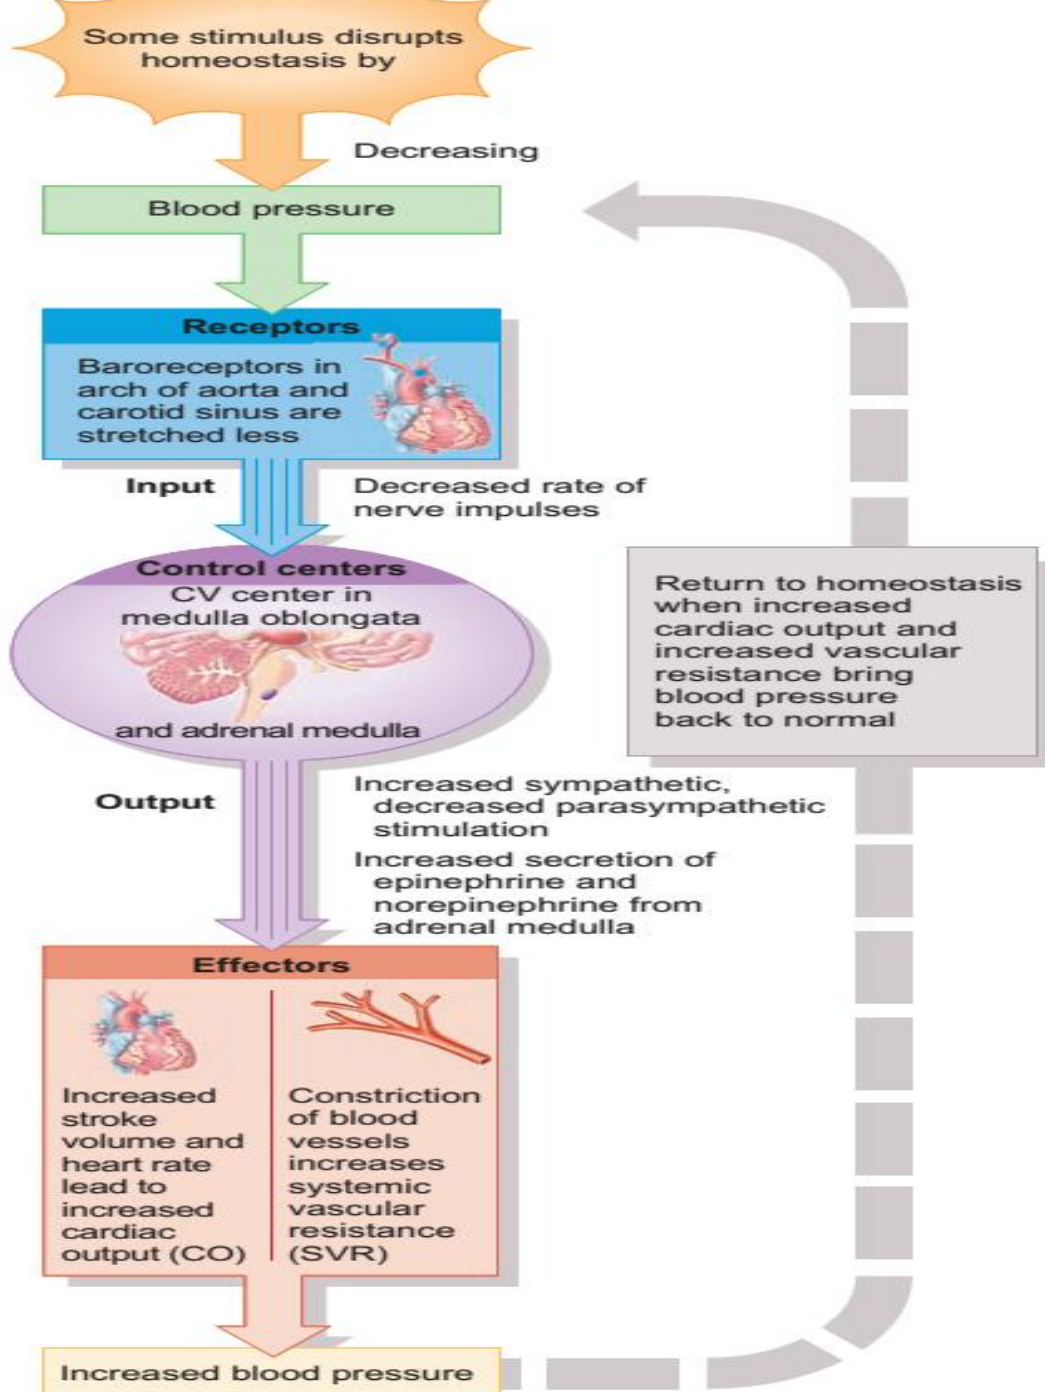 Some stimulus disrupts
homeostasis by
Decreasing
Blood pressure
Receptors
Baroreceptors in
arch of aorta and
carotid sinus are
stretched less
Input
Decreased rate of
nerve impulses
Control centers
CV center in
medulla oblongata
and adrenal medulla
Return to homeostasis
when increased
cardiac output and
increased vascular
resistance bring
blood pressure
back to normal
Output
Increased sympathetic,
decreased parasympathetic
stimulation
Increased secretion of
epinephrine and
norepinephrine from
adrenal medulla
Effectors
Increased
stroke
volume and
heart rate
lead to
increased
cardiac
output (CO)
Constriction
of blood
vessels
increases
systemic
vascular
resistance
(SVR)
Increased blood pressure